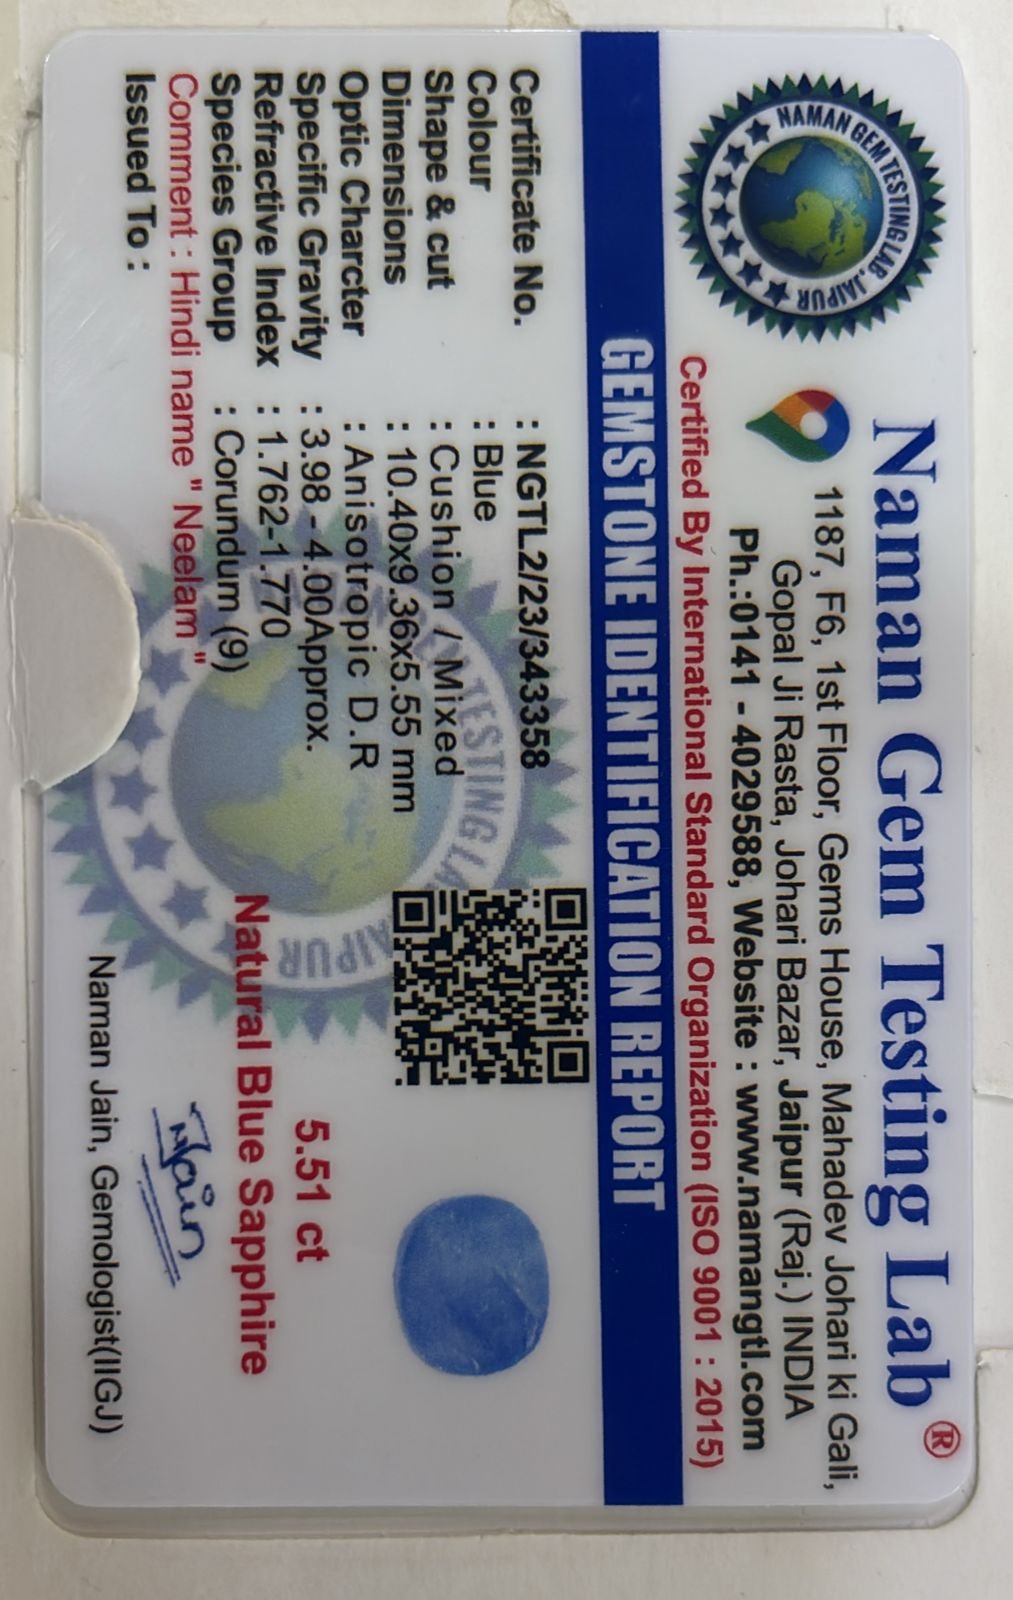 Naman Gem Testing Lab ®
NAMAN GEM TESTING LAB, JAIPUR
1187, F6, 1st Floor, Gems House, Mahadev Johari ki Gali,
Gopal Ji Rasta, Johari Bazar, Jaipur (Raj.) INDIA
Ph.:0141 - 4029588, Website : www.namangtl.com
Certified By International Standard Organization (ISO 9001 : 2015)
GEMSTONE IDENTIFICATION REPORT
Certificate No. : NGTL2/23/343358
Colour : Blue
Shape & cut : Cushion / Mixed
Dimensions : 10.40x9.36x5.55 mm
Optic Charcter : Anisotropic D.R
Specific Gravity : 3.98 - 4.00Approx.
Refractive Index : 1.762-1.770
Species Group : Corundum (9)
Comment : Hindi name " Neelam "
Issued To :
5.51 ct
Natural Blue Sapphire
NJain
Naman Jain, Gemologist(IIGJ)